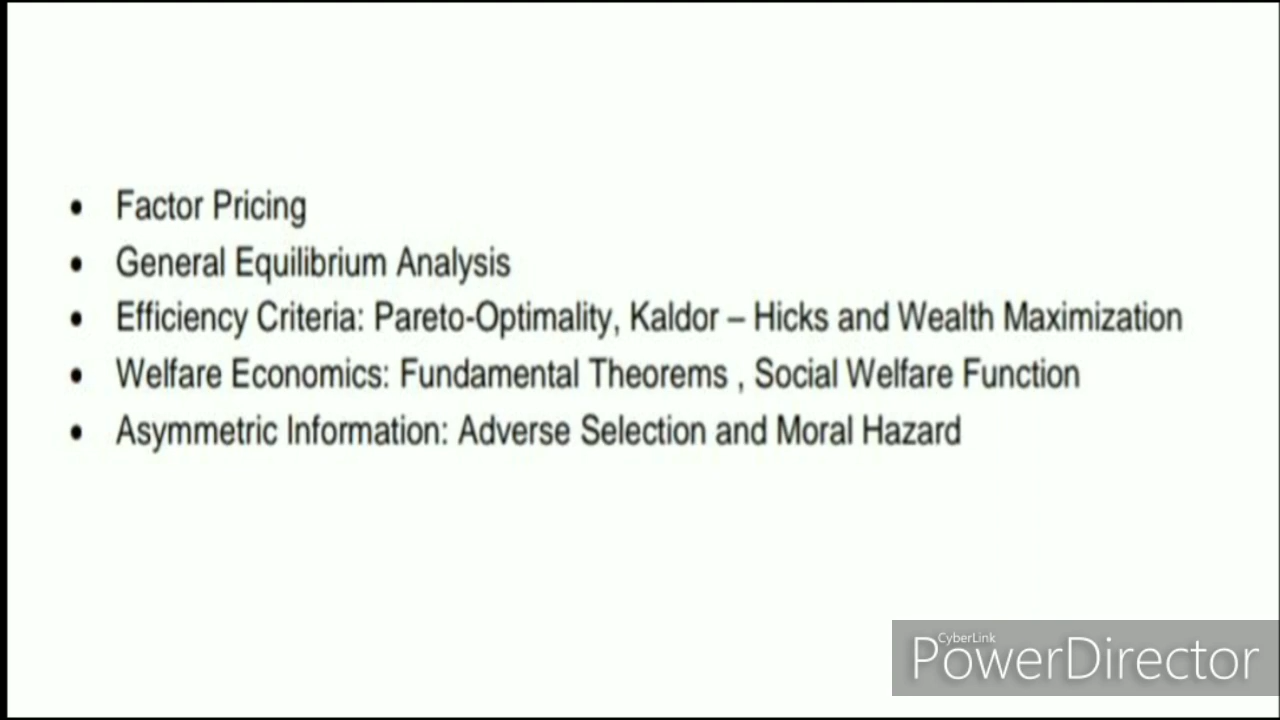 • Factor Pricing
• General Equilibrium Analysis
• Efficiency Criteria: Pareto-Optimality, Kaldor – Hicks and Wealth Maximization
• Welfare Economics: Fundamental Theorems , Social Welfare Function
• Asymmetric Information: Adverse Selection and Moral Hazard
CyberLink
PowerDirector